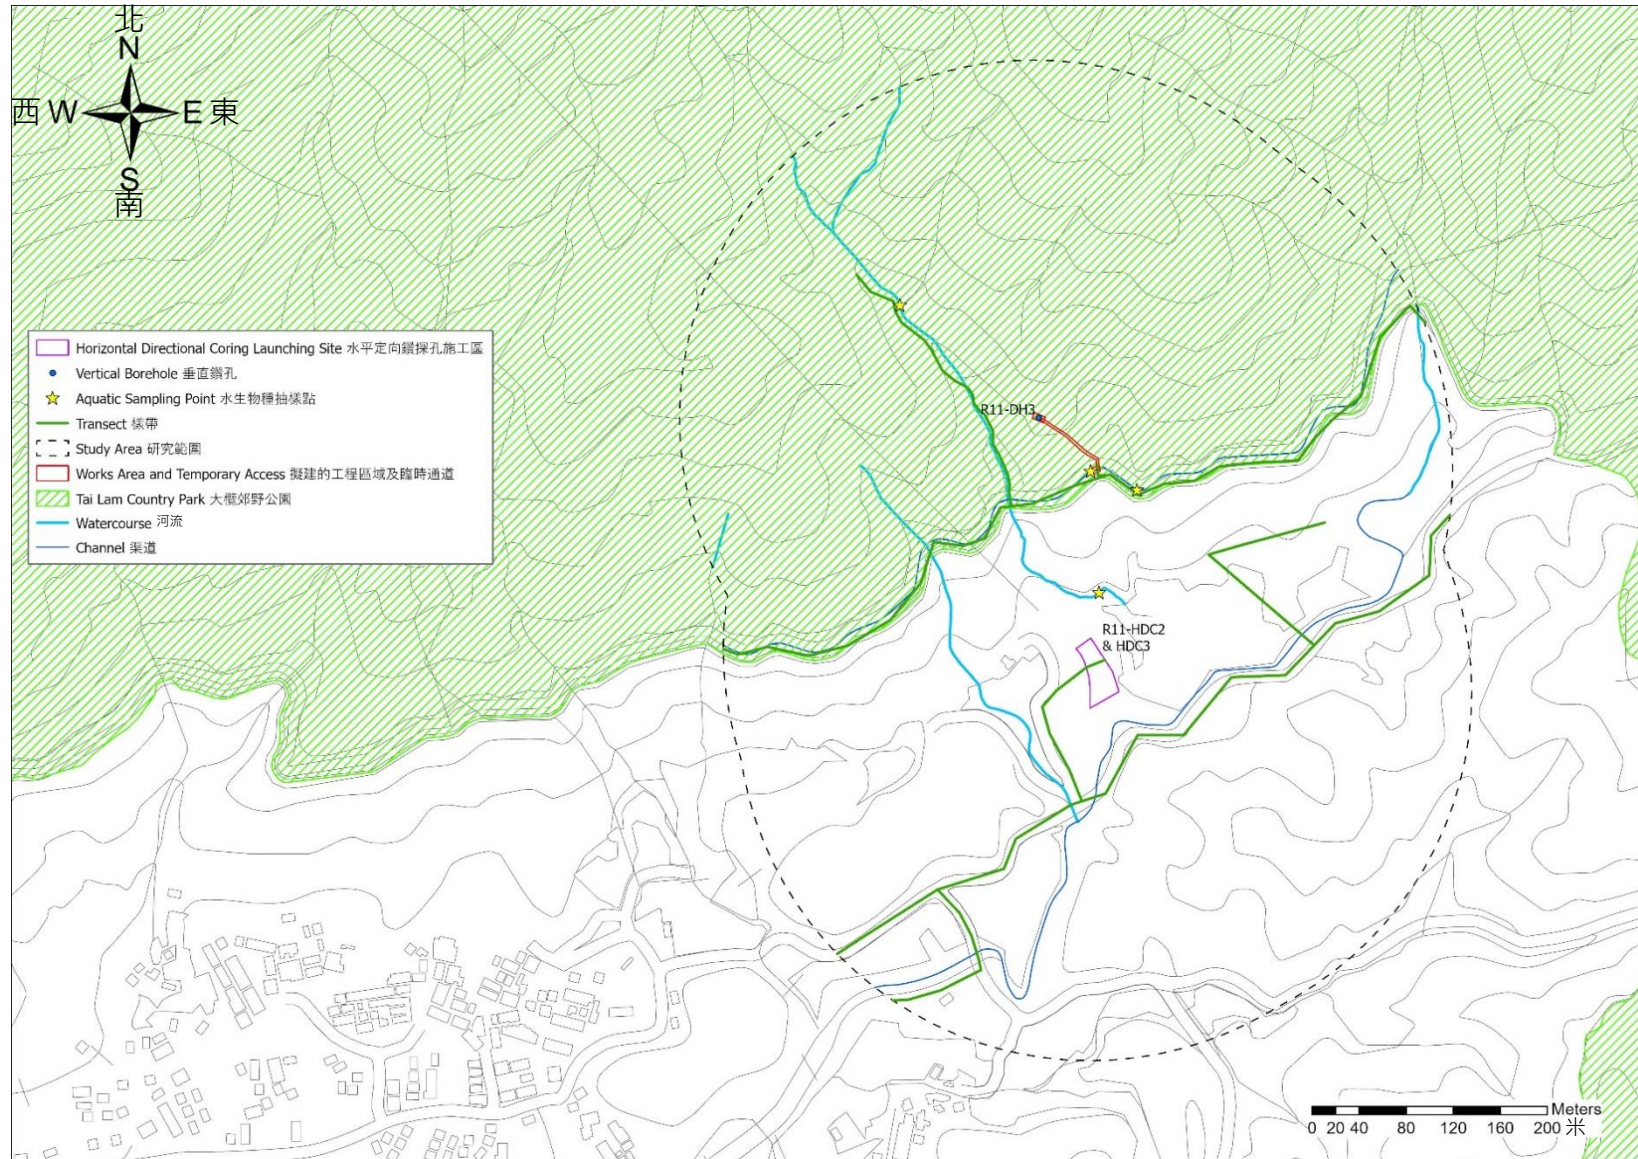 北
N
西 W E 東
S
南
Horizontal Directional Coring Launching Site 水平定向鑽探孔施工區
Vertical Borehole 垂直鑽孔
Aquatic Sampling Point 水生物種抽樣點
Transect 樣帶
Study Area 研究範圍
Works Area and Temporary Access 擬建的工程區域及臨時通道
Tai Lam Country Park 大欖郊野公園
Watercourse 河流
Channel 渠道
R11-DH3
R11-HDC2
& HDC3
Meters
0 20 40 80 120 160 200 米